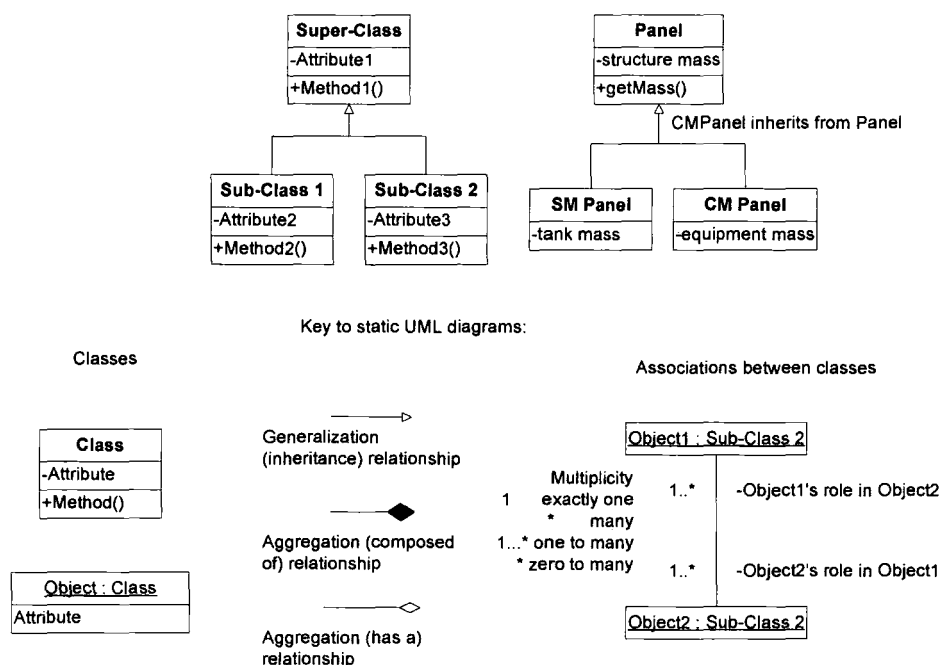 Super-Class
-Attribute1
+Method1()
Sub-Class 1
-Attribute2
+Method2()
Sub-Class 2
-Attribute3
+Method3()
Panel
-structure mass
+getMass()
CMPanel inherits from Panel
SM Panel
-tank mass
CM Panel
-equipment mass
Key to static UML diagrams:
Classes
Class
-Attribute
+Method()
Object : Class
Attribute
Generalization
(inheritance) relationship
Aggregation (composed
of) relationship
Aggregation (has a)
relationship
Associations between classes
Multiplicity
1 exactly one
* many
1...* one to many
* zero to many
Object1 : Sub-Class 2
1..* -Object1's role in Object2
1..* -Object2's role in Object1
Object2 : Sub-Class 2